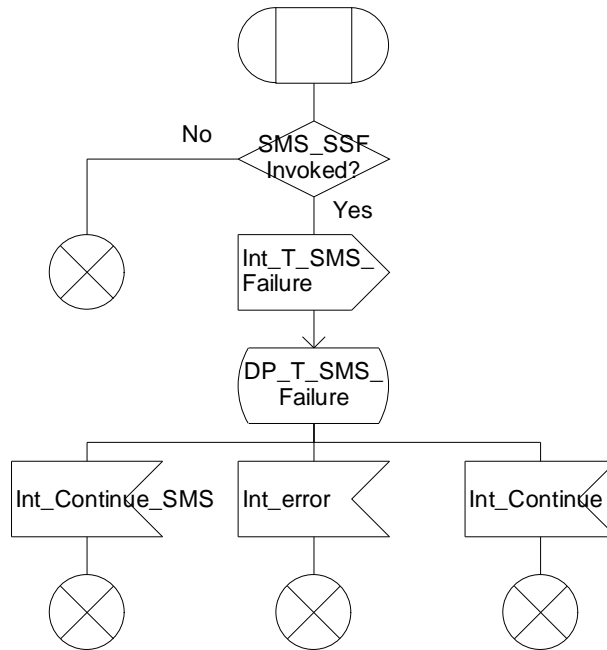 No
SMS_SSF
Invoked?
Yes
Int_T_SMS_
Failure
DP_T_SMS_
Failure
Int_Continue_SMS
Int_error
Int_Continue